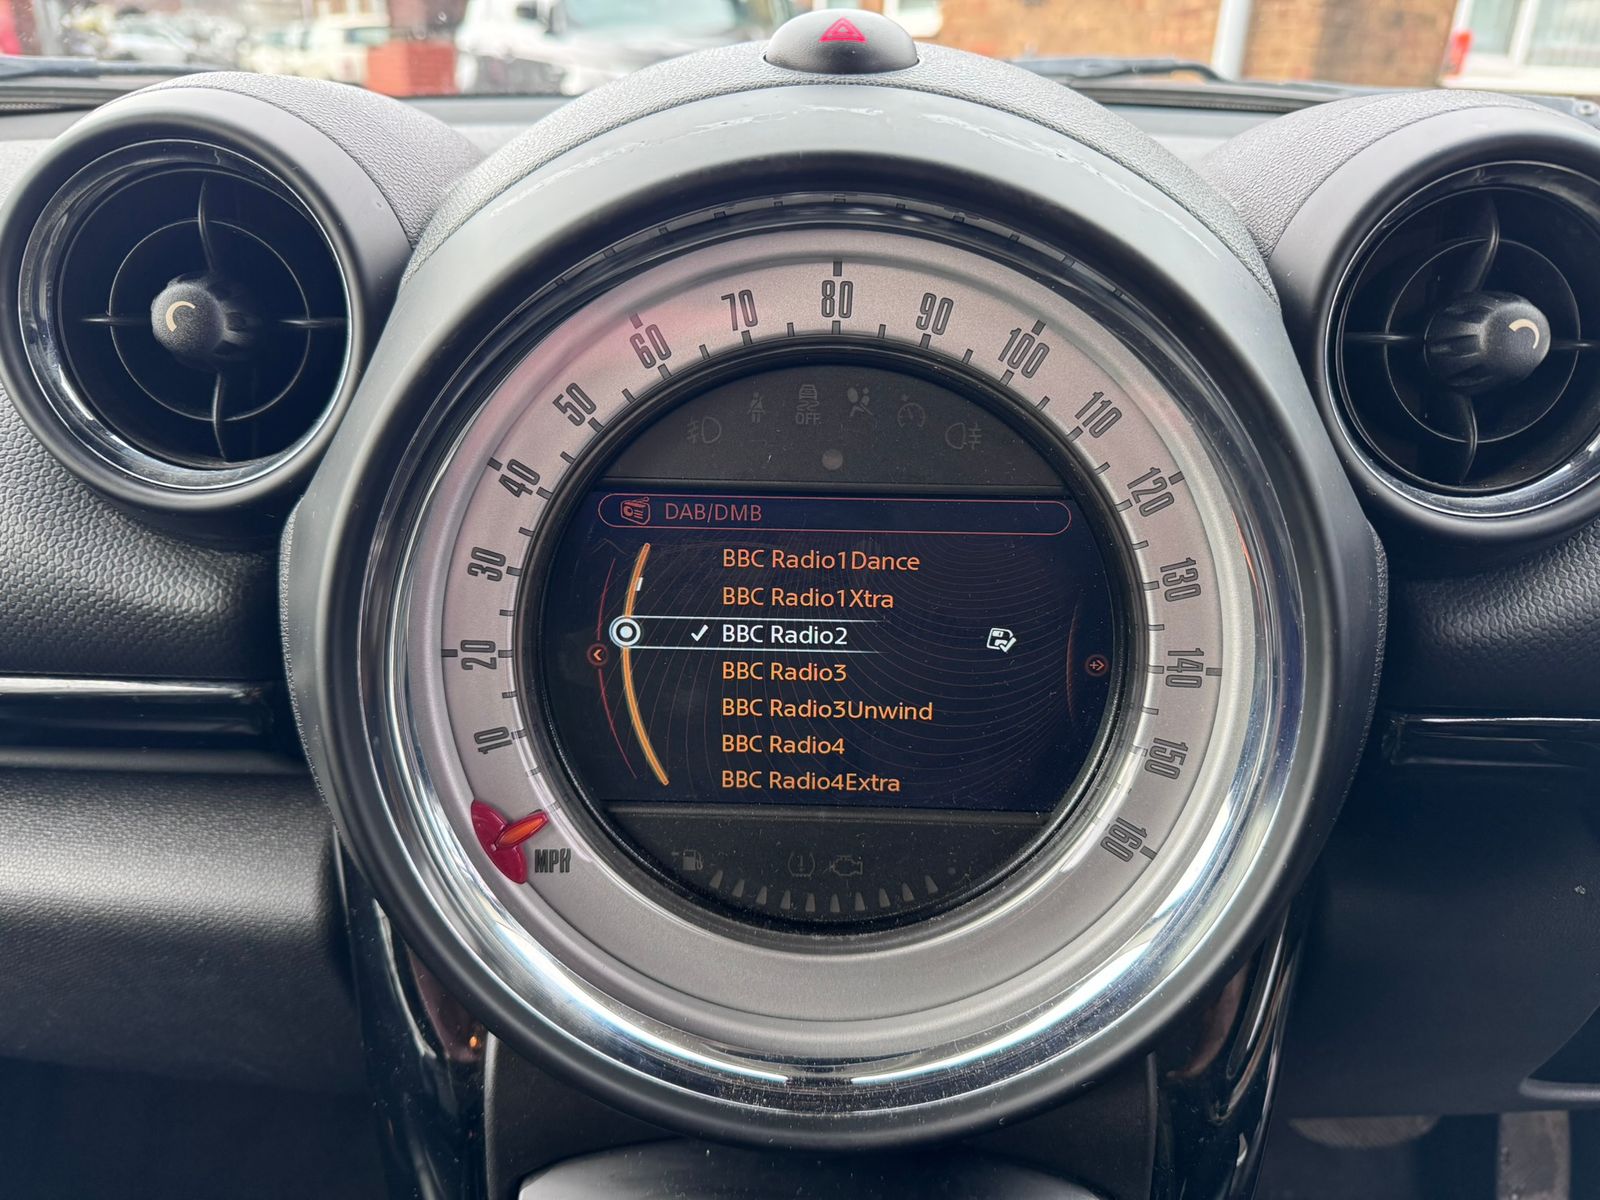 70 80 90
60 100
50 110
OFF
40 120
DAB/DMB
30 130
BBC Radio1Dance
BBC Radio1Xtra
✓ BBC Radio2
20 140
BBC Radio3
BBC Radio3Unwind
10 150
BBC Radio4
BBC Radio4Extra
160
MPH